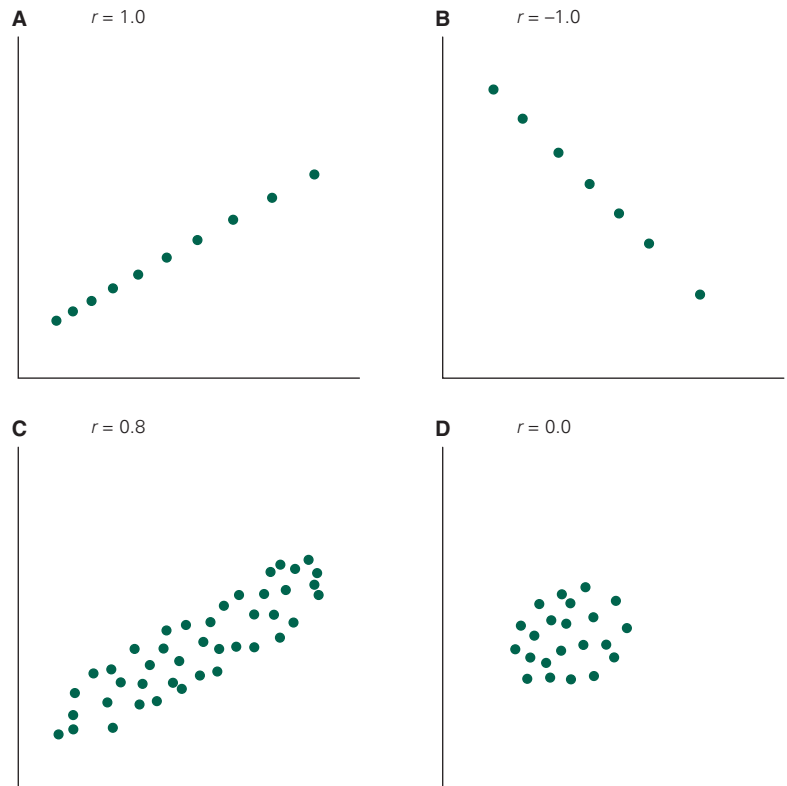 A r = 1.0
B r = –1.0
C r = 0.8
D r = 0.0